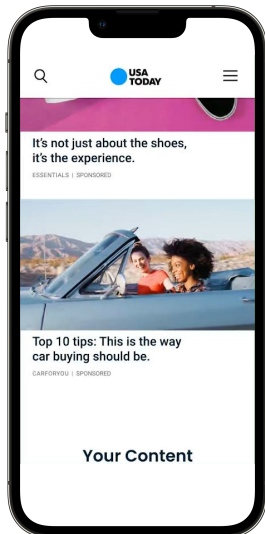 USA
TODAY
It's not just about the shoes,
it's the experience.
ESSENTIALS | SPONSORED
Top 10 tips: This is the way
car buying should be.
CARFORYOU | SPONSORED
Your Content